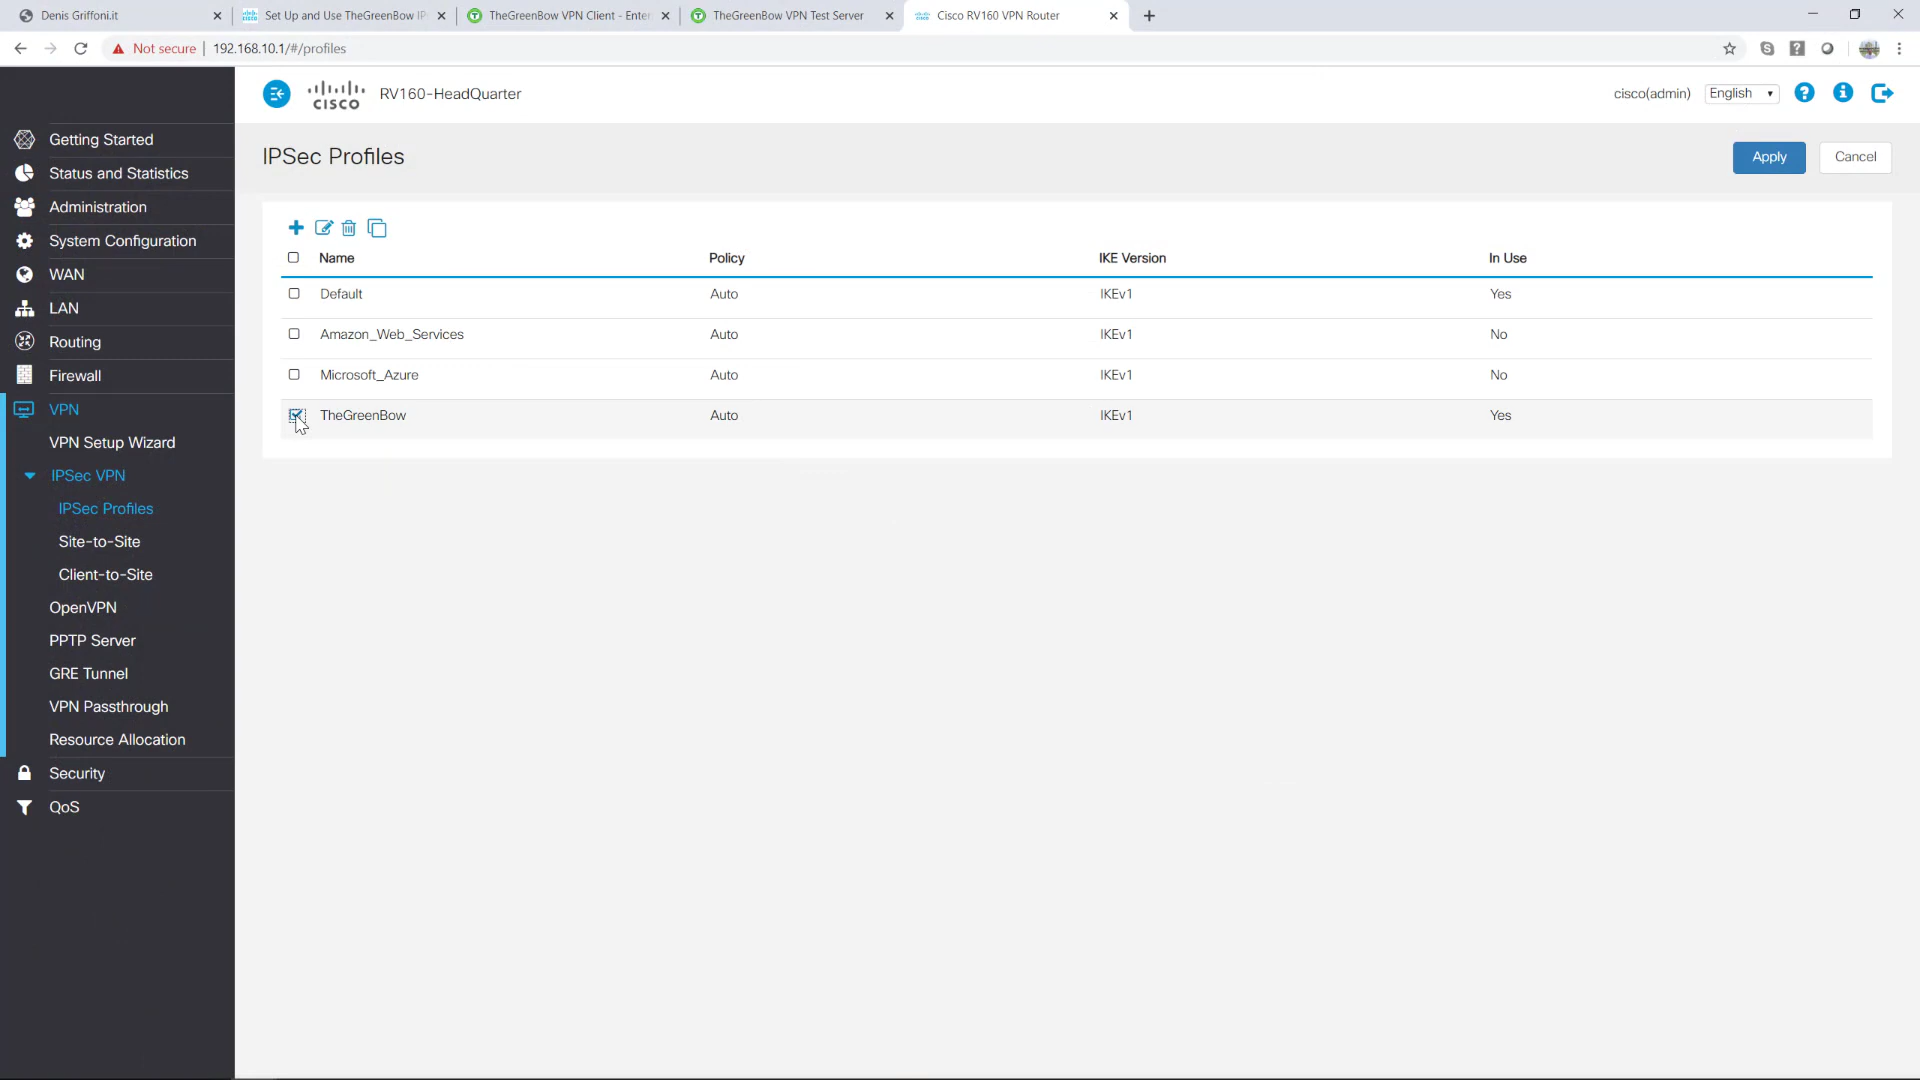 Denis Griffoni.it
Set Up and Use TheGreenBow IP
TheGreenBow VPN Client - Enter
TheGreenBow VPN Test Server
Cisco RV160 VPN Router
Not secure | 192.168.10.1/#/profiles
cisco
RV160-HeadQuarter
cisco(admin)
English
Getting Started
Status and Statistics
Administration
System Configuration
WAN
LAN
Routing
Firewall
VPN
VPN Setup Wizard
IPSec VPN
IPSec Profiles
Site-to-Site
Client-to-Site
OpenVPN
PPTP Server
GRE Tunnel
VPN Passthrough
Resource Allocation
Security
QoS
IPSec Profiles
Apply
Cancel
Name Policy IKE Version In Use
Default Auto IKEv1 Yes
Amazon_Web_Services Auto IKEv1 No
Microsoft_Azure Auto IKEv1 No
TheGreenBow Auto IKEv1 Yes